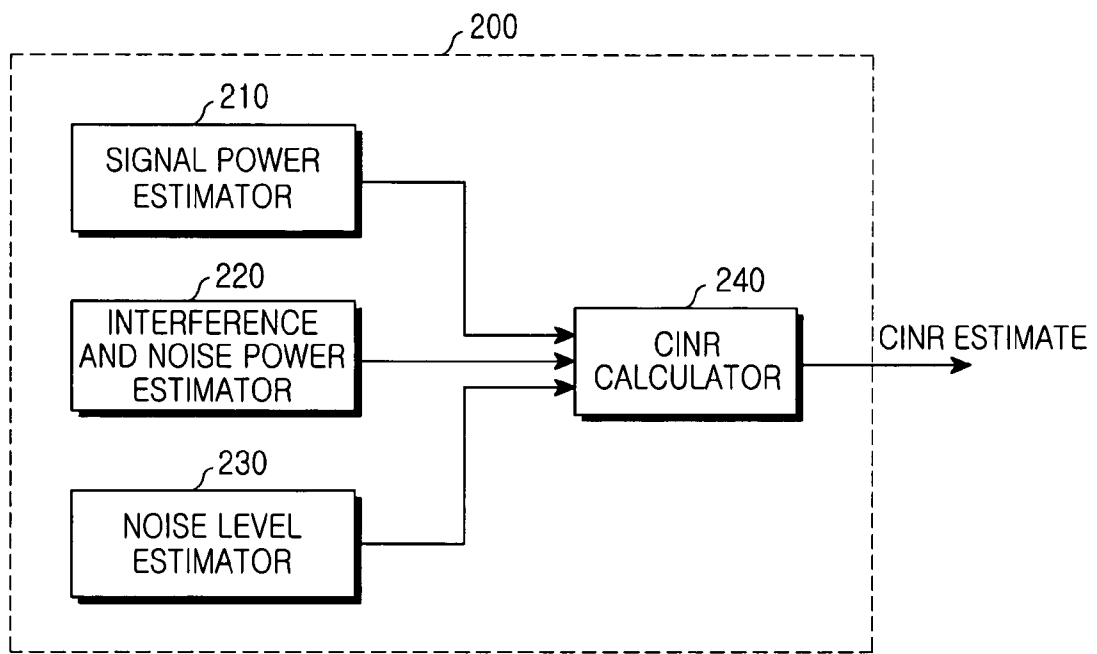 200
210
SIGNAL POWER
ESTIMATOR
220
INTERFERENCE
AND NOISE POWER
ESTIMATOR
230
NOISE LEVEL
ESTIMATOR
240
CINR
CALCULATOR
CINR ESTIMATE